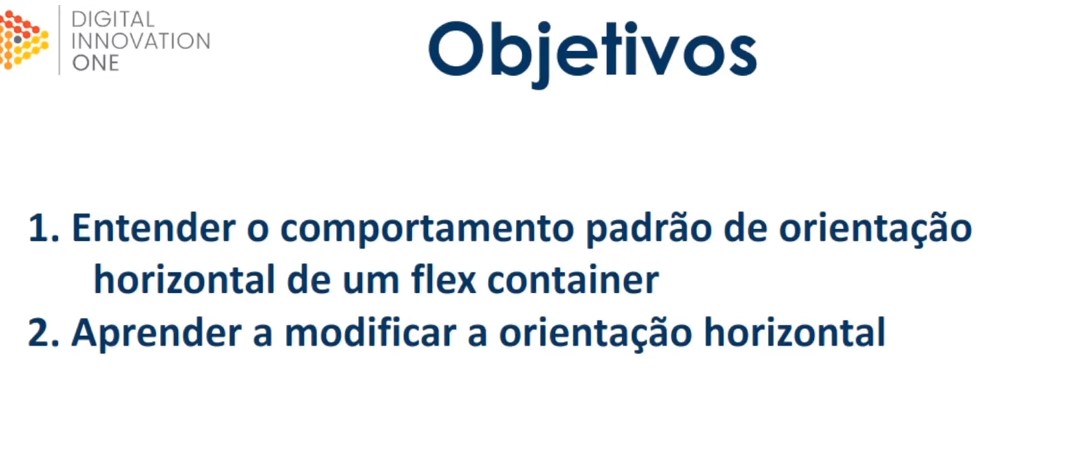 DIGITAL
INNOVATION
ONE
Objetivos
1. Entender o comportamento padrão de orientação
horizontal de um flex container
2. Aprender a modificar a orientação horizontal